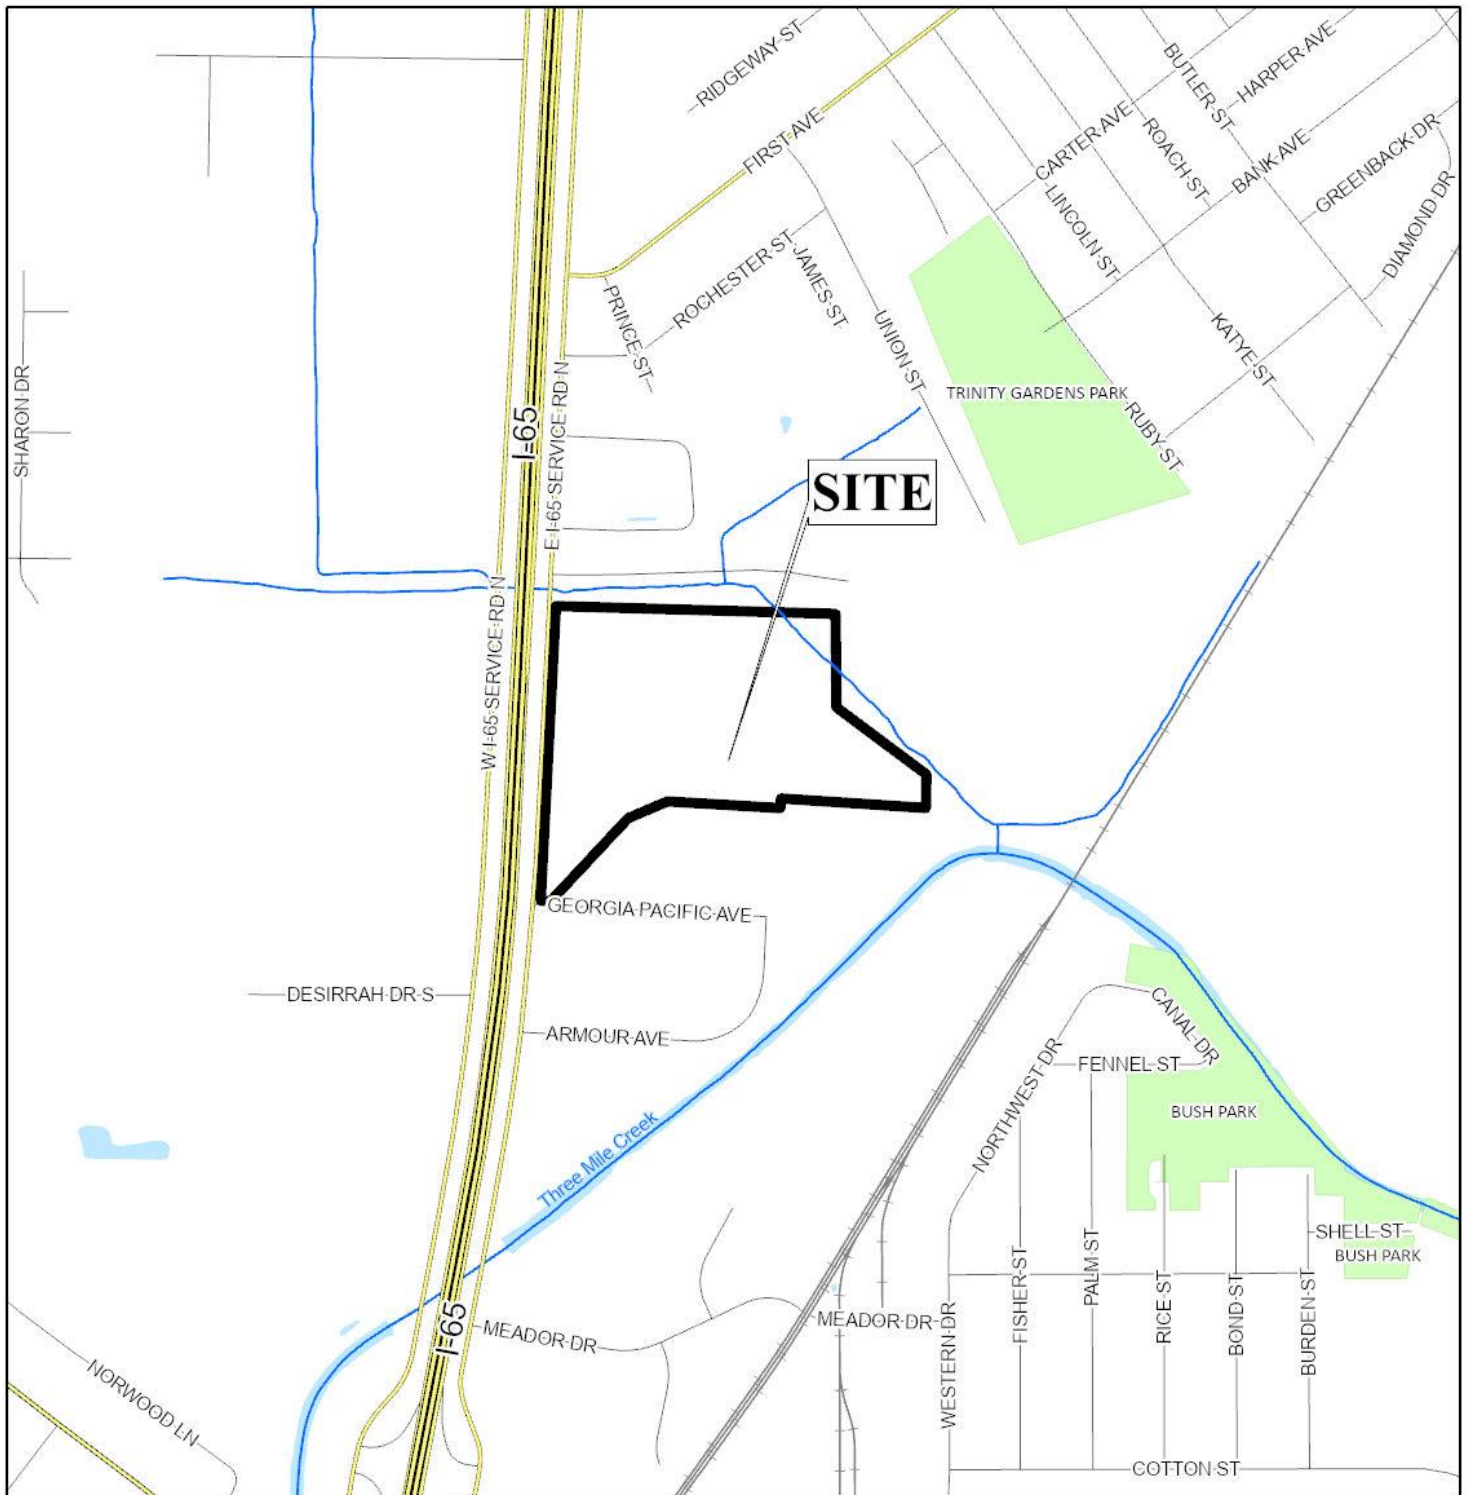 RIDGEWAY ST
FIRST AVE
BUTLER ST
HARPER AVE
CARTER AVE
ROACH ST
BANK AVE
GREENBACK DR
LINCOLN ST
DIAMOND DR
ROCHESTER ST
JAMES ST
PRINCE ST
UNION ST
KATYE ST
SHARON DR
TRINITY GARDENS PARK
RUBY ST
I-65
E I-65 SERVICE RD N
SITE
W I-65 SERVICE RD N
GEORGIA PACIFIC AVE
DESIRRAH DR S
ARMOUR AVE
CANAL DR
NORTHWEST DR
FENNEL ST
BUSH PARK
Three Mile Creek
SHELL ST
BUSH PARK
FISHER ST
PALM ST
RICE ST
BOND ST
BURDEN ST
I-65
MEADOR DR
MEADOR DR
WESTERN DR
NORWOOD LN
COTTON ST